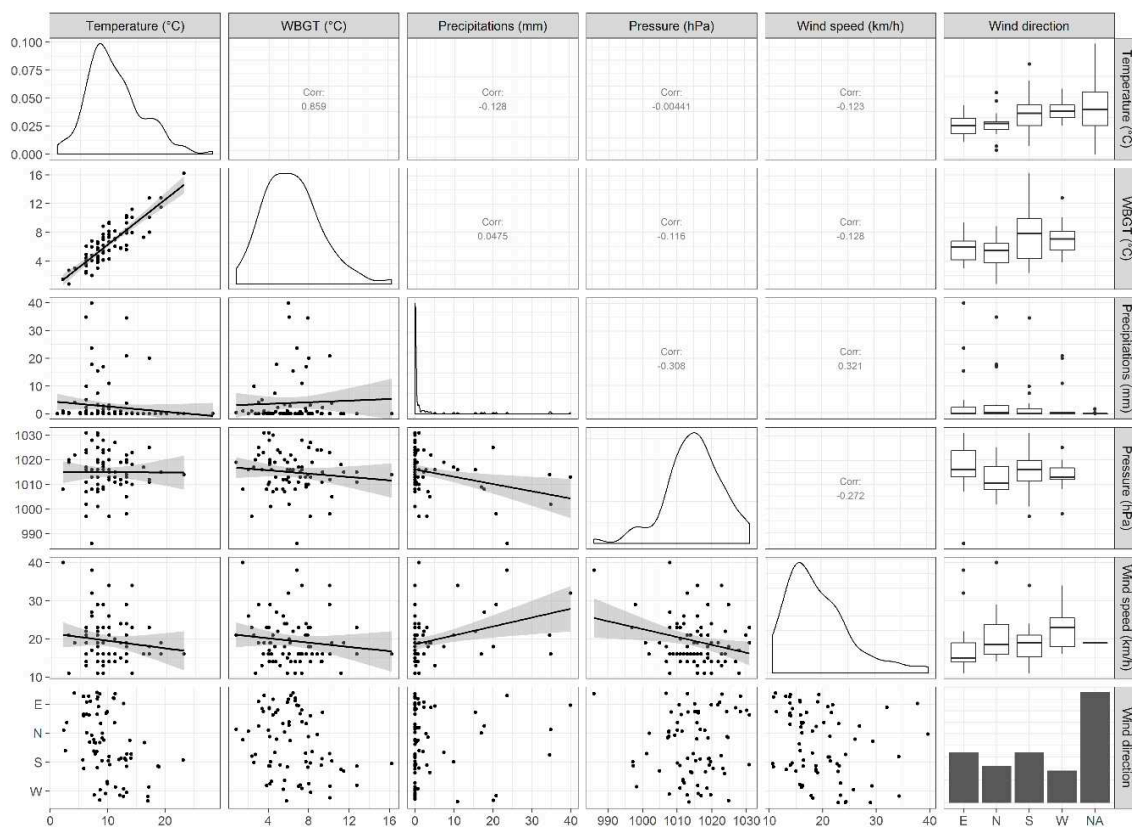 Temperature (°C) WBGT (°C) Precipitations (mm) Pressure (hPa) Wind speed (km/h) Wind direction
0.100
0.075
0.050
0.025
0.000
Corr:
0.859
Corr:
-0.128
Corr:
-0.00441
Corr:
-0.123
Temperature (°C)
16
12
8
4
Corr:
0.0475
Corr:
-0.116
Corr:
-0.128
WBGT (°C)
40
30
20
10
0
Corr:
-0.308
Corr:
0.321
Precipitations (mm)
1030
1020
1010
1000
990
Corr:
-0.272
Pressure (hPa)
40
30
20
10
Wind speed (km/h)
E
N
S
W
Wind direction
0 10 20 4 8 12 16 0 10 20 30 40 990 1000 1010 1020 1030 10 20 30 40 E N S W NA